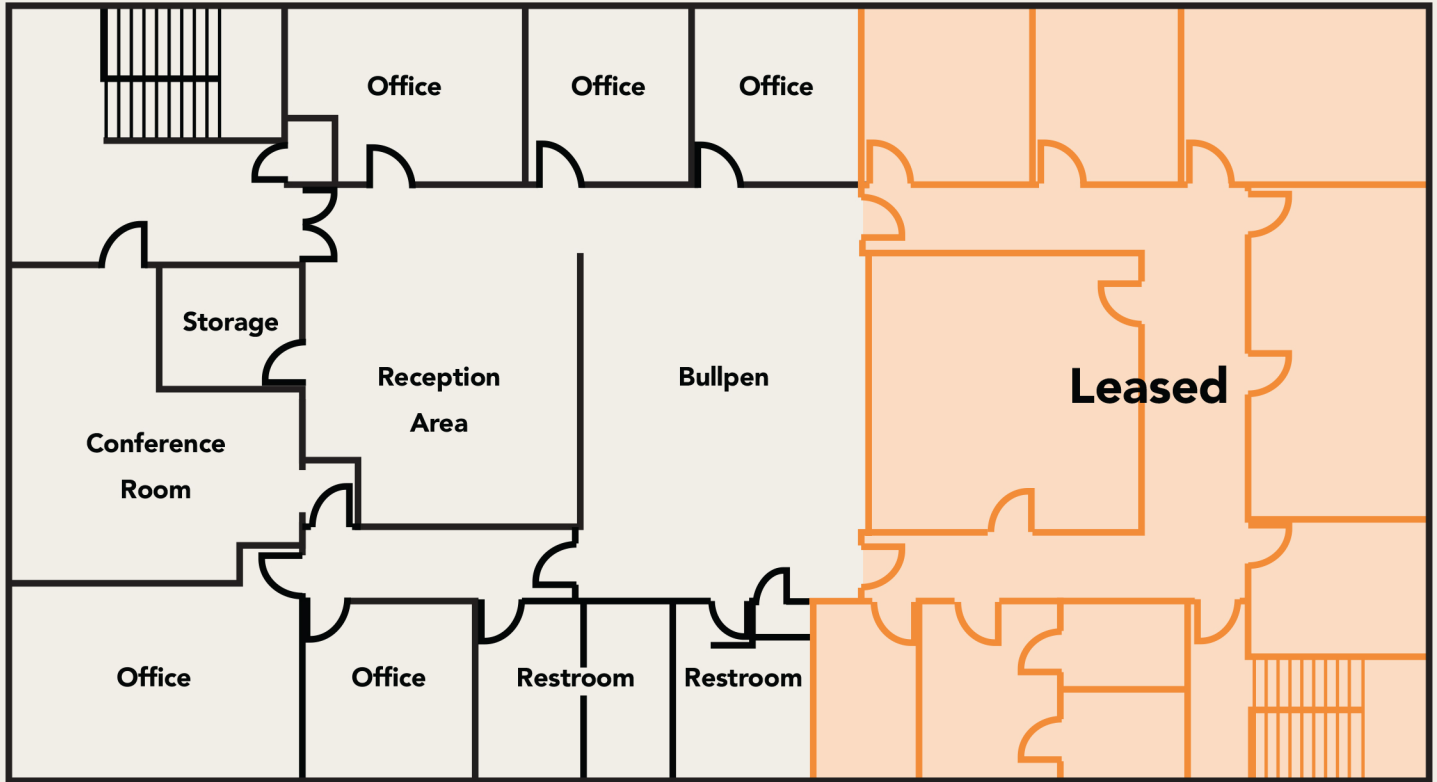 Office
Office
Office
Storage
Reception
Area
Bullpen
Leased
Conference
Room
Office
Office
Restroom
Restroom